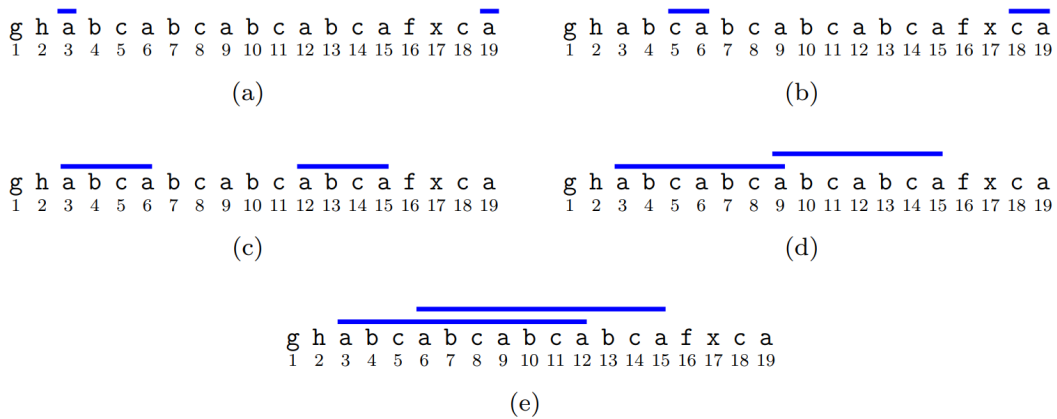 g h a b c a b c a b c a b c a f x c a
1 2 3 4 5 6 7 8 9 10 11 12 13 14 15 16 17 18 19
(a)
g h a b c a b c a b c a b c a f x c a
1 2 3 4 5 6 7 8 9 10 11 12 13 14 15 16 17 18 19
(b)
g h a b c a b c a b c a b c a f x c a
1 2 3 4 5 6 7 8 9 10 11 12 13 14 15 16 17 18 19
(c)
g h a b c a b c a b c a b c a f x c a
1 2 3 4 5 6 7 8 9 10 11 12 13 14 15 16 17 18 19
(d)
g h a b c a b c a b c a b c a f x c a
1 2 3 4 5 6 7 8 9 10 11 12 13 14 15 16 17 18 19
(e)